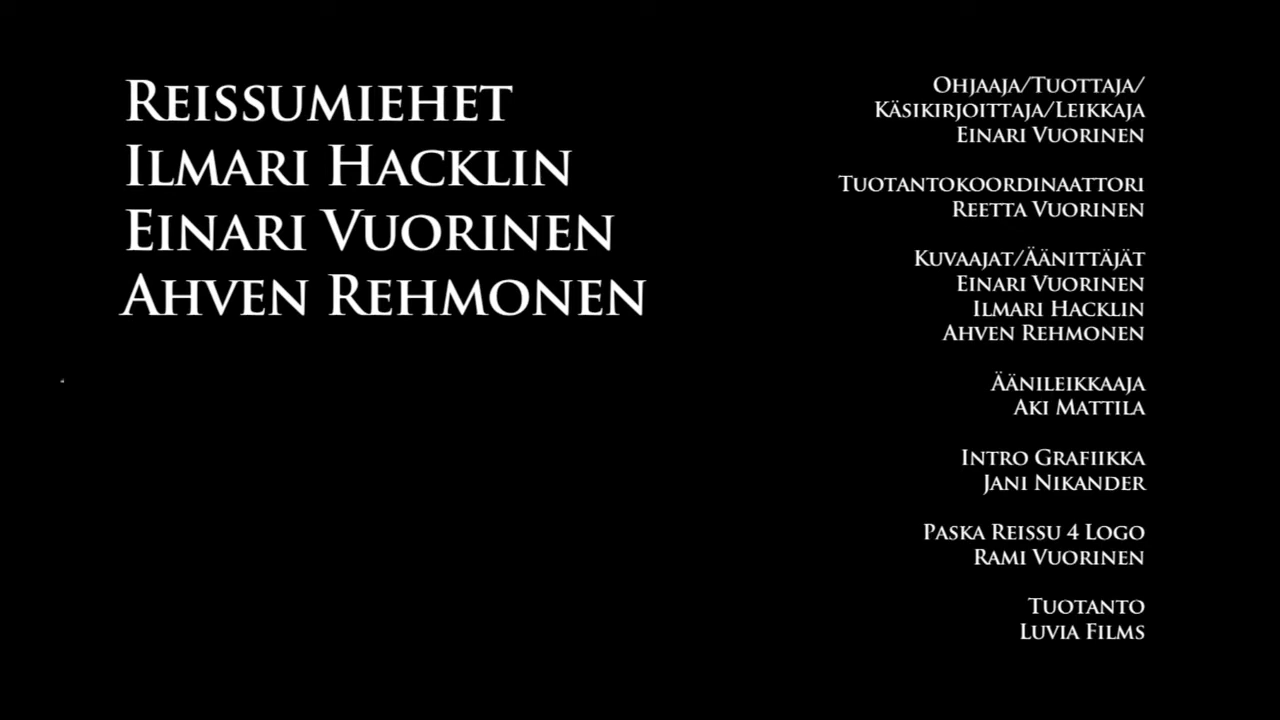 Reissumiehet
Ilmari Hacklin
Einari Vuorinen
Ahven Rehmonen
Ohjaaja/Tuottaja/
Käsikirjoittaja/Leikkaja
Einari Vuorinen
Tuotantokoordinaattori
Reetta Vuorinen
Kuvaajat/Äänittäjät
Einari Vuorinen
Ilmari Hacklin
Ahven Rehmonen
Äänileikkaaja
Aki Mattila
Intro Grafiikka
Jani Nikander
Paska Reissu 4 Logo
Rami Vuorinen
Tuotanto
Luvia Films